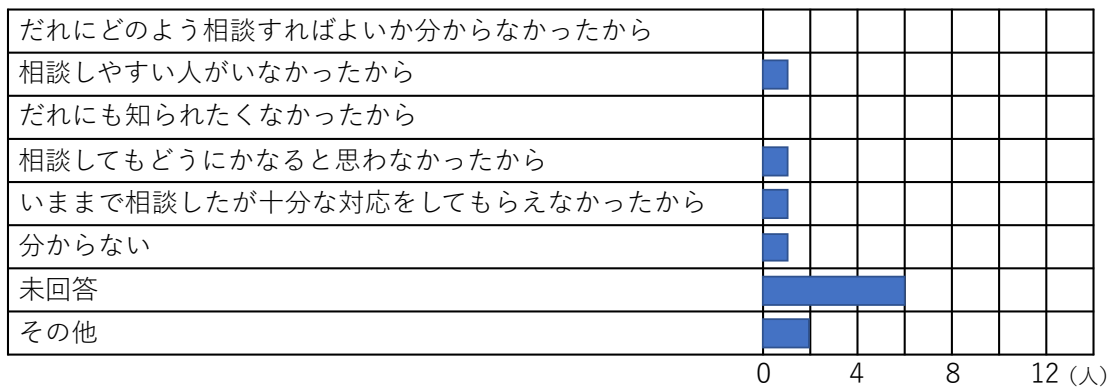 だれにどのよう相談すればよいか分からなかったから
相談しやすい人がいなかったから
だれにも知られたくなかったから
相談してもどうにかなると思わなかったから
いままで相談したが十分な対応をしてもらえなかったから
分からない
未回答
その他
0 4 8 12 (人)